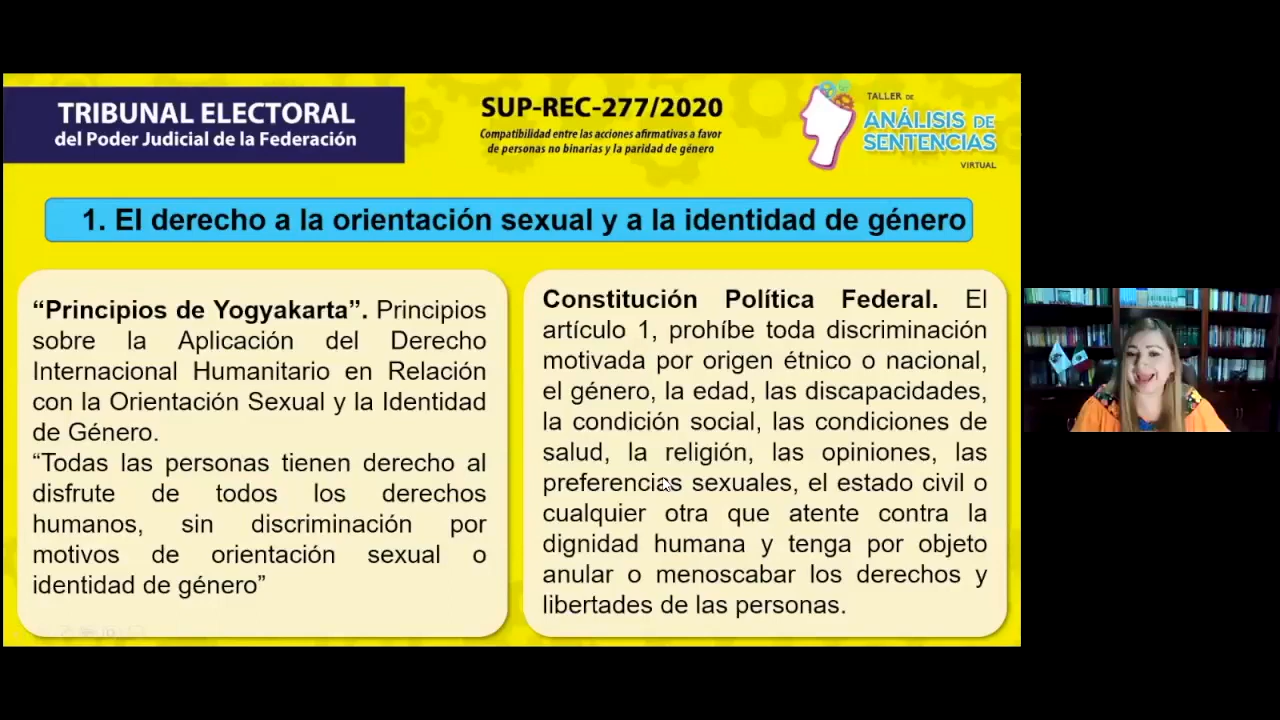 TRIBUNAL ELECTORAL
del Poder Judicial de la Federación
SUP-REC-277/2020
Compatibilidad entre las acciones afirmativas a favor
de personas no binarias y la paridad de género
TALLER DE
ANÁLISIS DE
SENTENCIAS
VIRTUAL
1. El derecho a la orientación sexual y a la identidad de género
“Principios de Yogyakarta”. Principios
sobre la Aplicación del Derecho
Internacional Humanitario en Relación
con la Orientación Sexual y la Identidad
de Género.
“Todas las personas tienen derecho al
disfrute de todos los derechos
humanos, sin discriminación por
motivos de orientación sexual o
identidad de género”
Constitución Política Federal. El
artículo 1, prohíbe toda discriminación
motivada por origen étnico o nacional,
el género, la edad, las discapacidades,
la condición social, las condiciones de
salud, la religión, las opiniones, las
preferencias sexuales, el estado civil o
cualquier otra que atente contra la
dignidad humana y tenga por objeto
anular o menoscabar los derechos y
libertades de las personas.